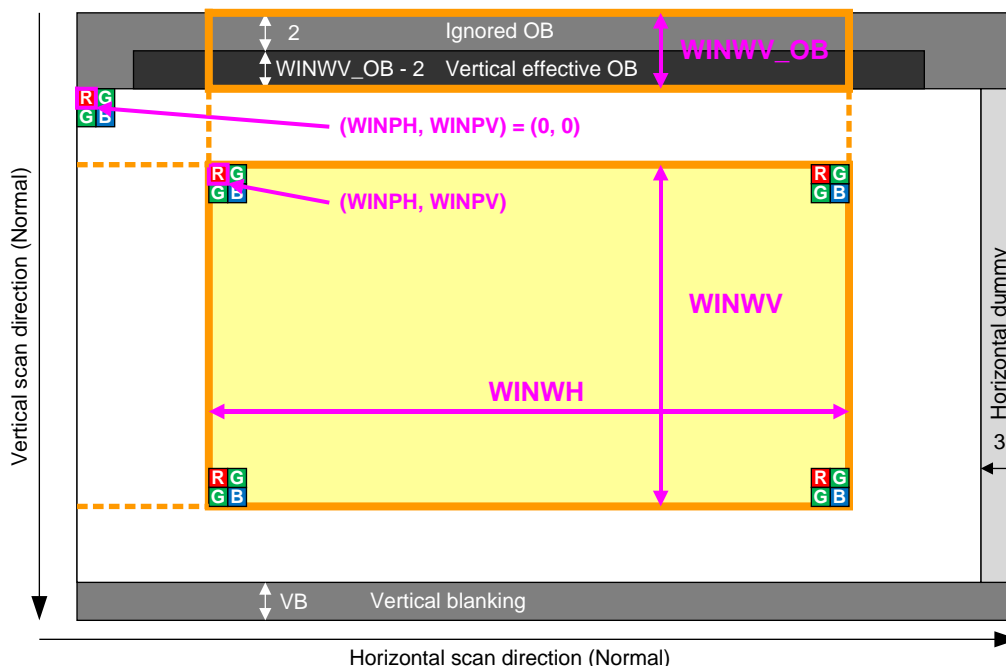 2 Ignored OB
WINWV_OB
WINWV_OB - 2 Vertical effective OB
R G
G B
(WINPH, WINPV) = (0, 0)
R G
G B
R G
G B
(WINPH, WINPV)
WINWV
WINWH
R G
G B
R G
G B
VB Vertical blanking
Vertical scan direction (Normal)
Horizontal dummy
3
Horizontal scan direction (Normal)